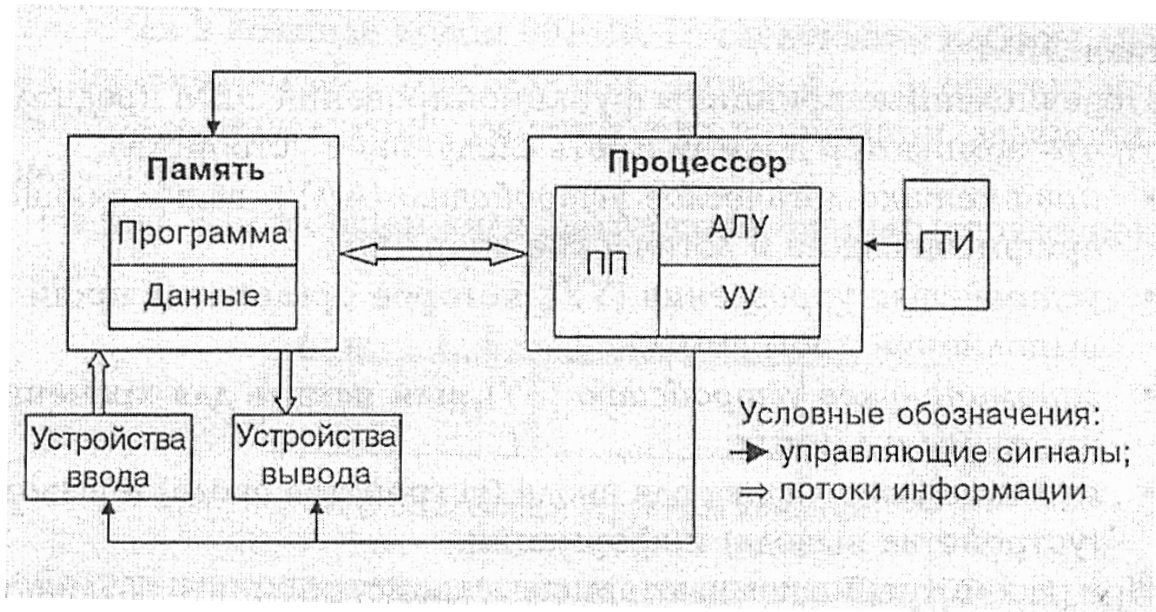 Память
Программа
Данные
Процессор
ПП
АЛУ
УУ
ГТИ
Устройства
ввода
Устройства
вывода
Условные обозначения:
управляющие сигналы;
потоки информации